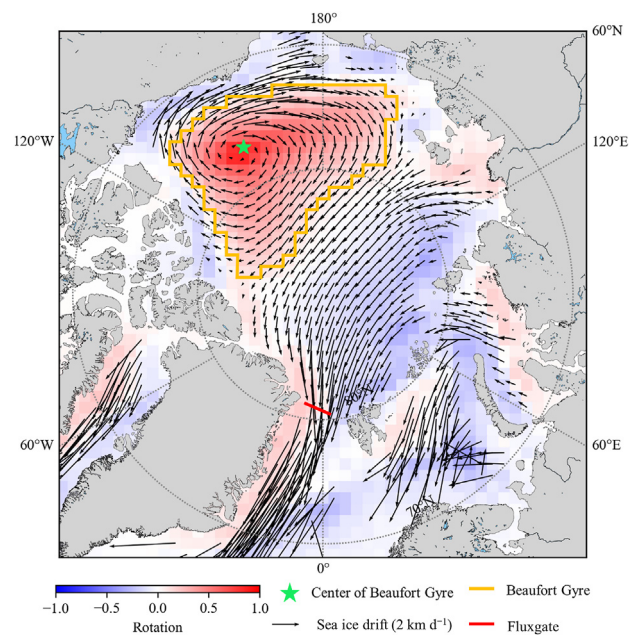 180°
60°N
120°W
120°E
80°N
60°W
60°E
70°N
0°
Center of Beaufort Gyre
Beaufort Gyre
−1.0 −0.5 0.0 0.5 1.0
Sea ice drift (2 km d⁻¹)
Fluxgate
Rotation